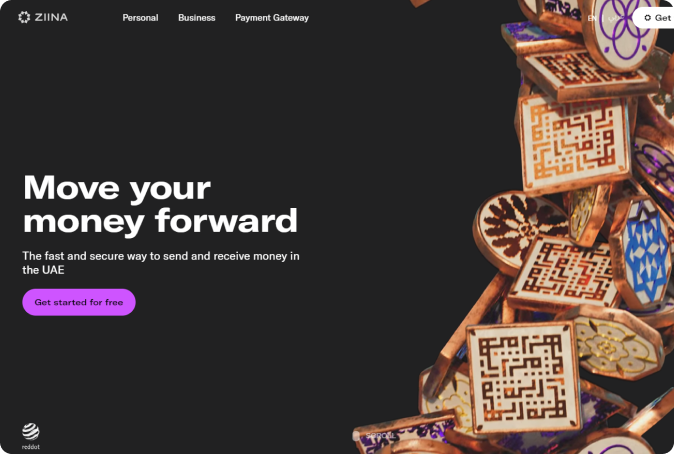 ZIINA
Personal
Business
Payment Gateway
EN
Get
Move your
money forward
The fast and secure way to send and receive money in
the UAE
Get started for free
reddot
SCROLL